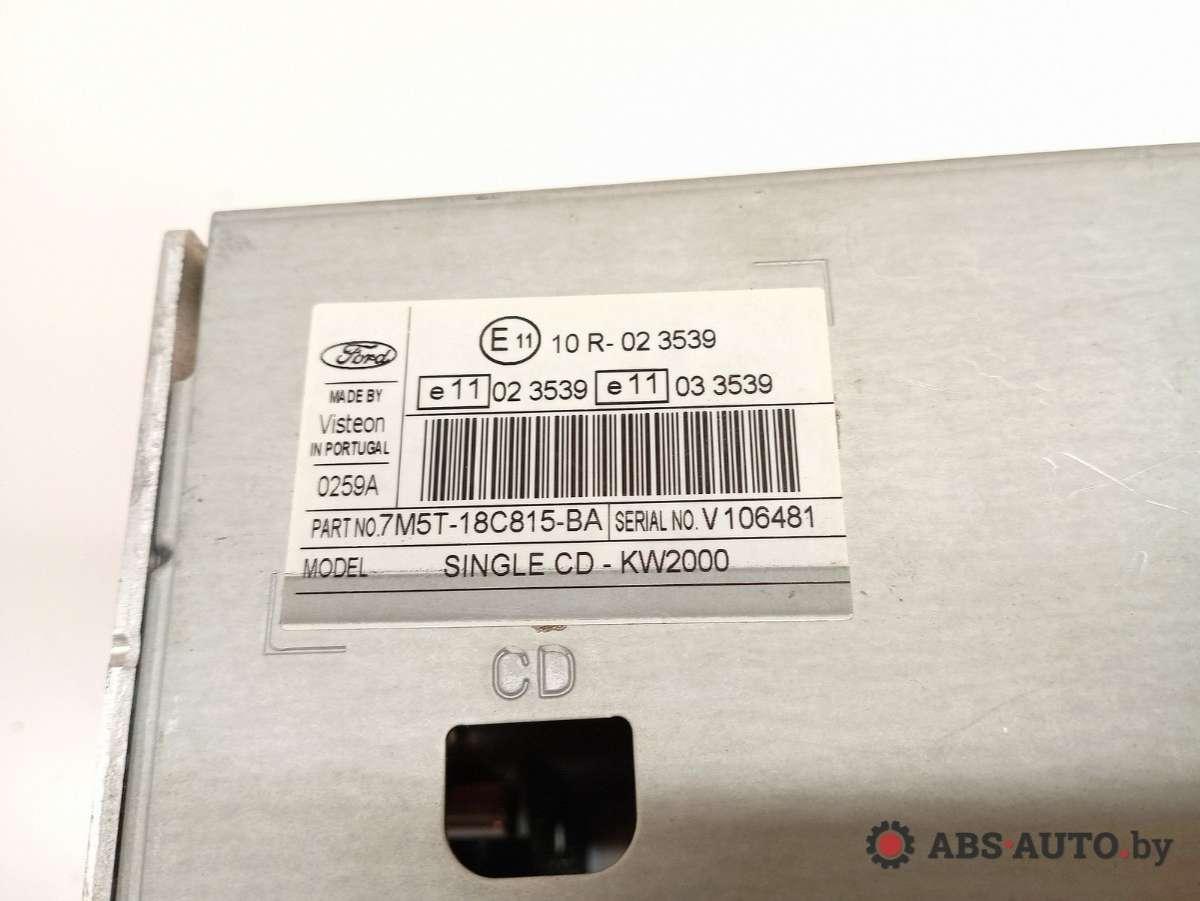 Ford
MADE BY
Visteon
IN PORTUGAL
0259A
E 11 10 R- 02 3539
e 11 02 3539 e 11 03 3539
PART NO. 7M5T-18C815-BA SERIAL NO. V106481
MODEL SINGLE CD - KW2000
CD
ABS-AUTO.by